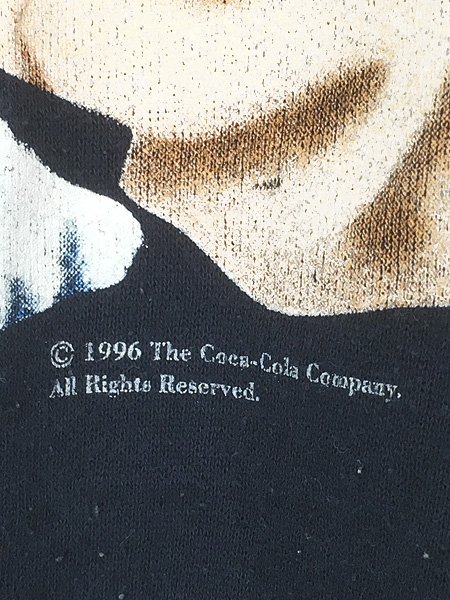 © 1996 The Coca-Cola Company.
All Rights Reserved.